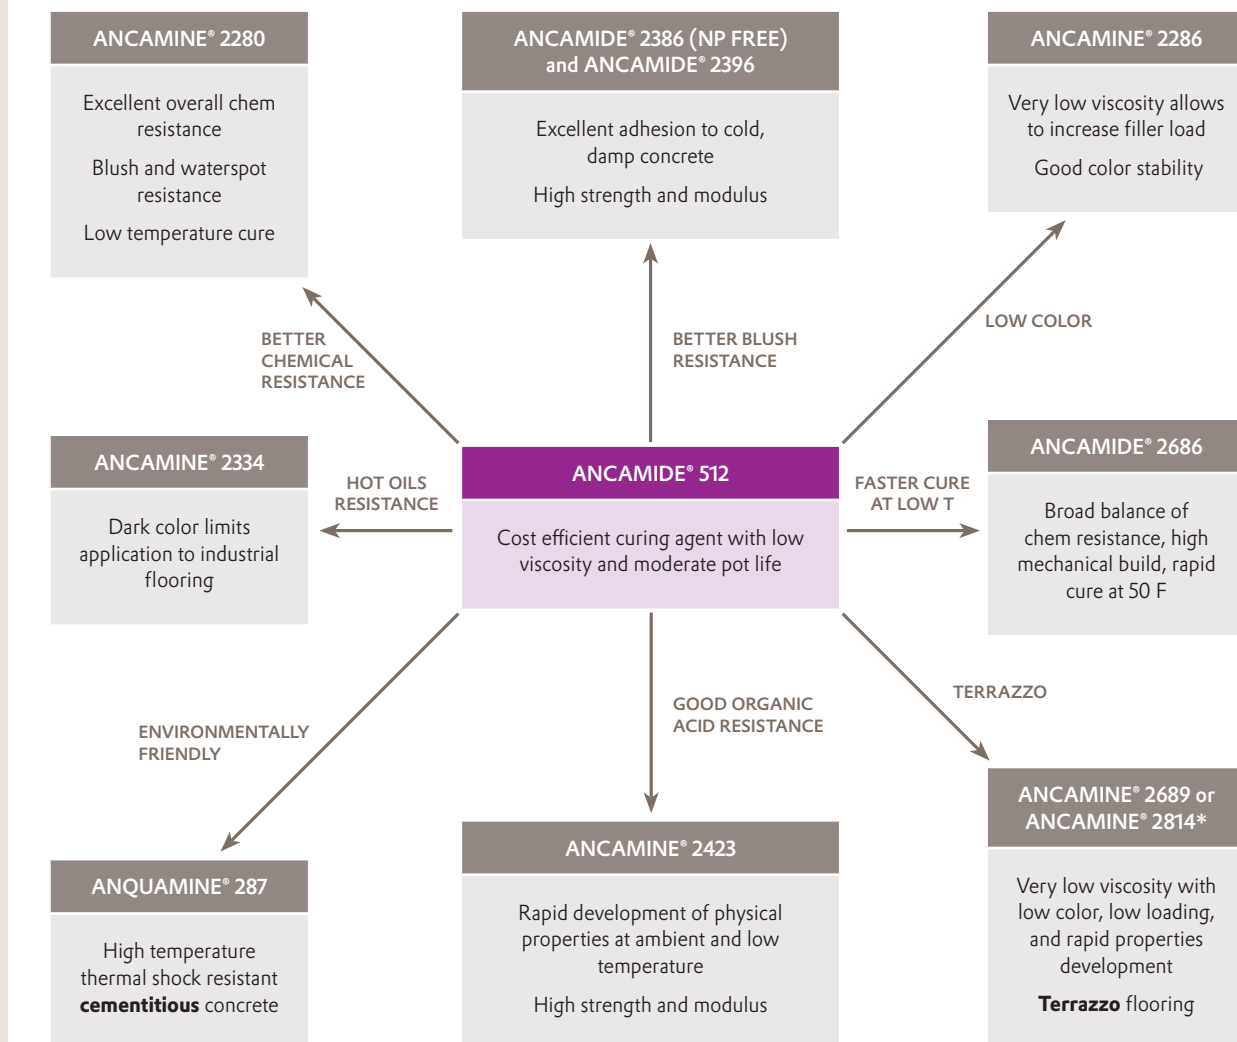 ANCAMINE® 2280
Excellent overall chem
resistance
Blush and waterspot
resistance
Low temperature cure
ANCAMIDE® 2386 (NP FREE)
and ANCAMIDE® 2396
Excellent adhesion to cold,
damp concrete
High strength and modulus
ANCAMINE® 2286
Very low viscosity allows
to increase filler load
Good color stability
BETTER
CHEMICAL
RESISTANCE
BETTER BLUSH
RESISTANCE
LOW COLOR
ANCAMINE® 2334
Dark color limits
application to industrial
flooring
HOT OILS
RESISTANCE
ANCAMIDE® 512
Cost efficient curing agent with low
viscosity and moderate pot life
FASTER CURE
AT LOW T
ANCAMIDE® 2686
Broad balance of
chem resistance, high
mechanical build, rapid
cure at 50 F
ENVIRONMENTALLY
FRIENDLY
GOOD ORGANIC
ACID RESISTANCE
TERRAZZO
ANQUAMINE® 287
High temperature
thermal shock resistant
cementitious concrete
ANCAMINE® 2423
Rapid development of physical
properties at ambient and low
temperature
High strength and modulus
ANCAMINE® 2689 or
ANCAMINE® 2814*
Very low viscosity with
low color, low loading,
and rapid properties
development
Terrazzo flooring